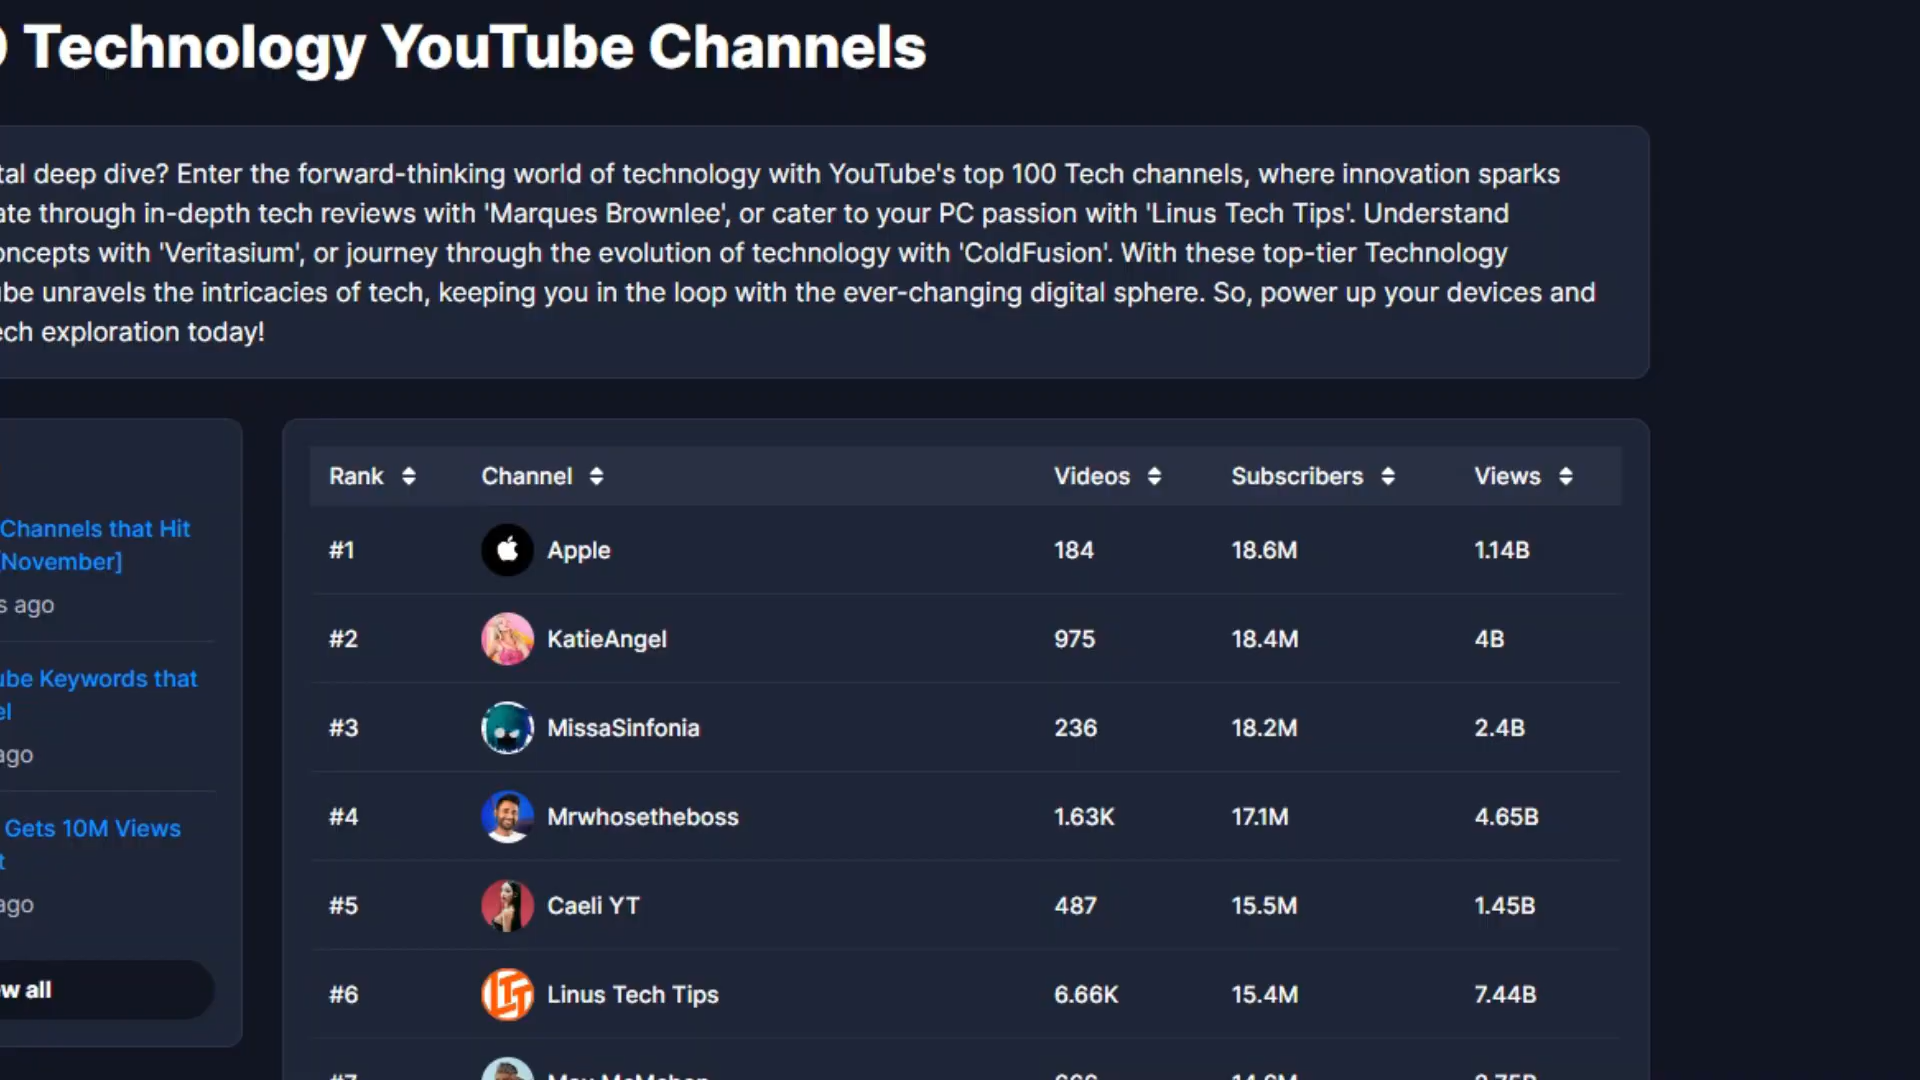 Technology YouTube Channels
tal deep dive? Enter the forward-thinking world of technology with YouTube's top 100 Tech channels, where innovation sparks
ate through in-depth tech reviews with 'Marques Brownlee', or cater to your PC passion with 'Linus Tech Tips'. Understand
oncepts with 'Veritasium', or journey through the evolution of technology with 'ColdFusion'. With these top-tier Technology
ube unravels the intricacies of tech, keeping you in the loop with the ever-changing digital sphere. So, power up your devices and
ech exploration today!
Channels that Hit
[November]
s ago
ube Keywords that
el
ago
Gets 10M Views
t
ago
w all
Rank Channel Videos Subscribers Views
#1 Apple 184 18.6M 1.14B
#2 KatieAngel 975 18.4M 4B
#3 MissaSinfonia 236 18.2M 2.4B
#4 Mrwhosetheboss 1.63K 17.1M 4.65B
#5 Caeli YT 487 15.5M 1.45B
#6 Linus Tech Tips 6.66K 15.4M 7.44B
#7